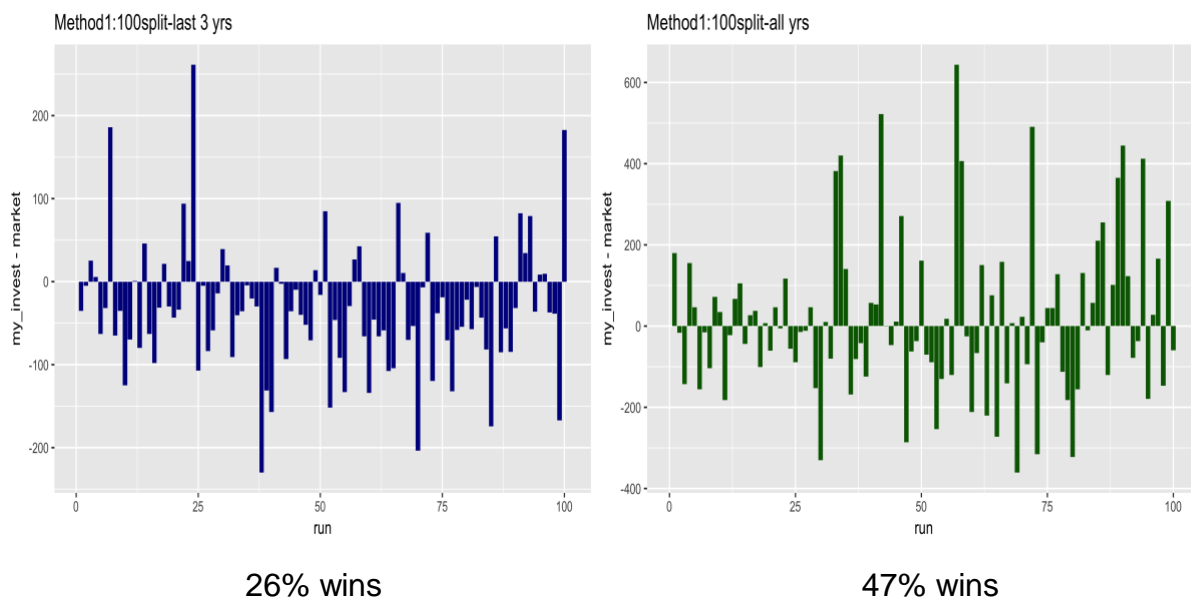 Method1:100split-last 3 yrs
my_invest - market
200
100
0
-100
-200
0
25
50
75
100
run
26% wins
Method1:100split-all yrs
my_invest - market
600
400
200
0
-200
-400
0
25
50
75
100
run
47% wins